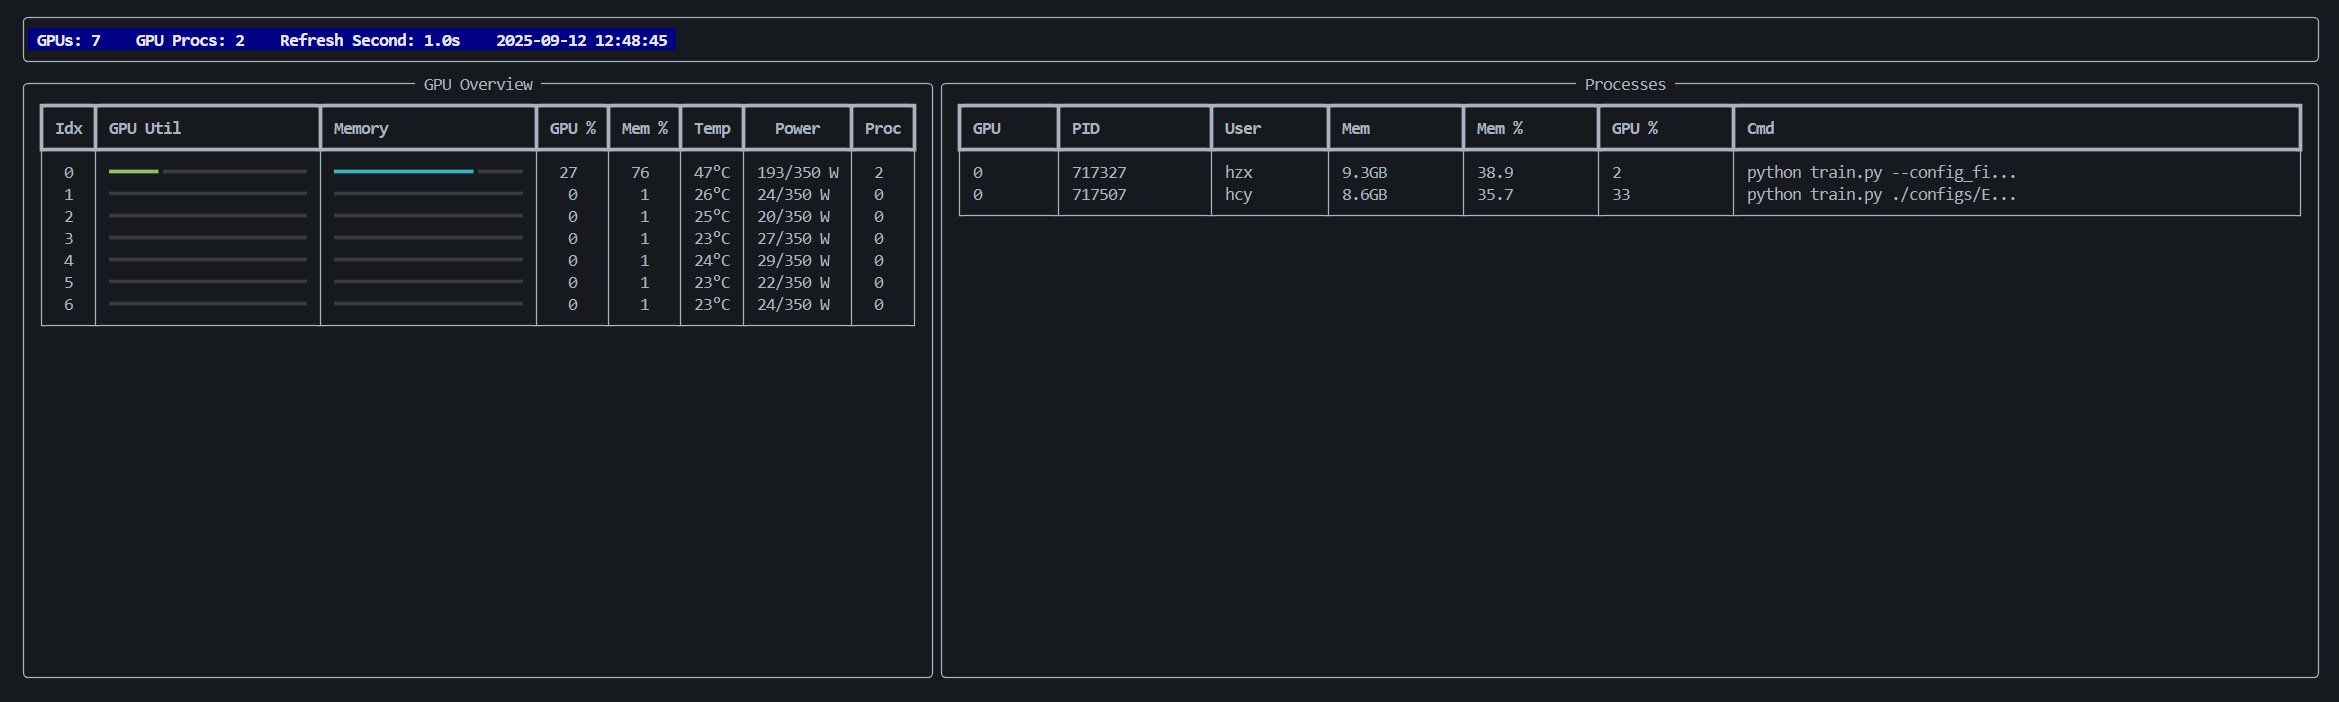 GPUs: 7    GPU Procs: 2    Refresh Second: 1.0s    2025-09-12 12:48:45
GPU Overview
Idx GPU Util Memory GPU % Mem % Temp Power Proc
0 27 76 47°C 193/350 W 2
1 0 1 26°C 24/350 W 0
2 0 1 25°C 20/350 W 0
3 0 1 23°C 27/350 W 0
4 0 1 24°C 29/350 W 0
5 0 1 23°C 22/350 W 0
6 0 1 23°C 24/350 W 0
Processes
GPU PID User Mem Mem % GPU % Cmd
0 717327 hzx 9.3GB 38.9 2 python train.py --config_fi...
0 717507 hcy 8.6GB 35.7 33 python train.py ./configs/E...